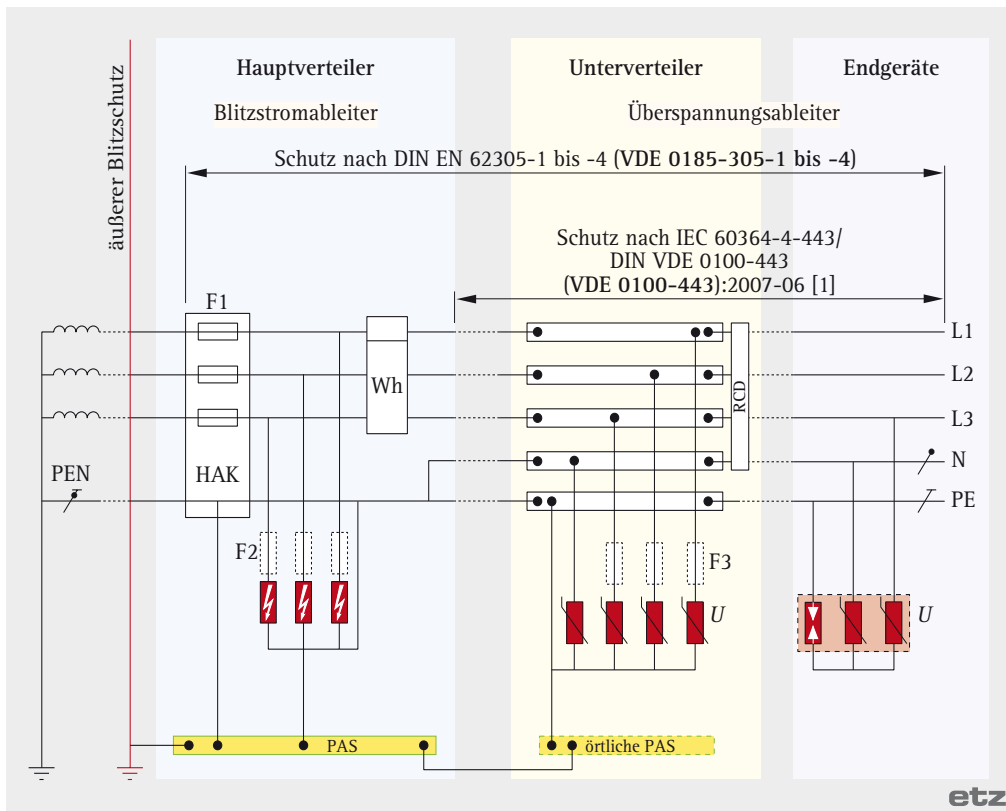 äußerer Blitzschutz
Hauptverteiler
Unterverteiler
Endgeräte
Blitzstromableiter
Überspannungsableiter
Schutz nach DIN EN 62305-1 bis -4 (VDE 0185-305-1 bis -4)
Schutz nach IEC 60364-4-443/
DIN VDE 0100-443
(VDE 0100-443):2007-06 [1]
F1
L1
Wh
L2
RCD
L3
PEN
HAK
N
PE
F2
F3
U
U
PAS
örtliche PAS
etz